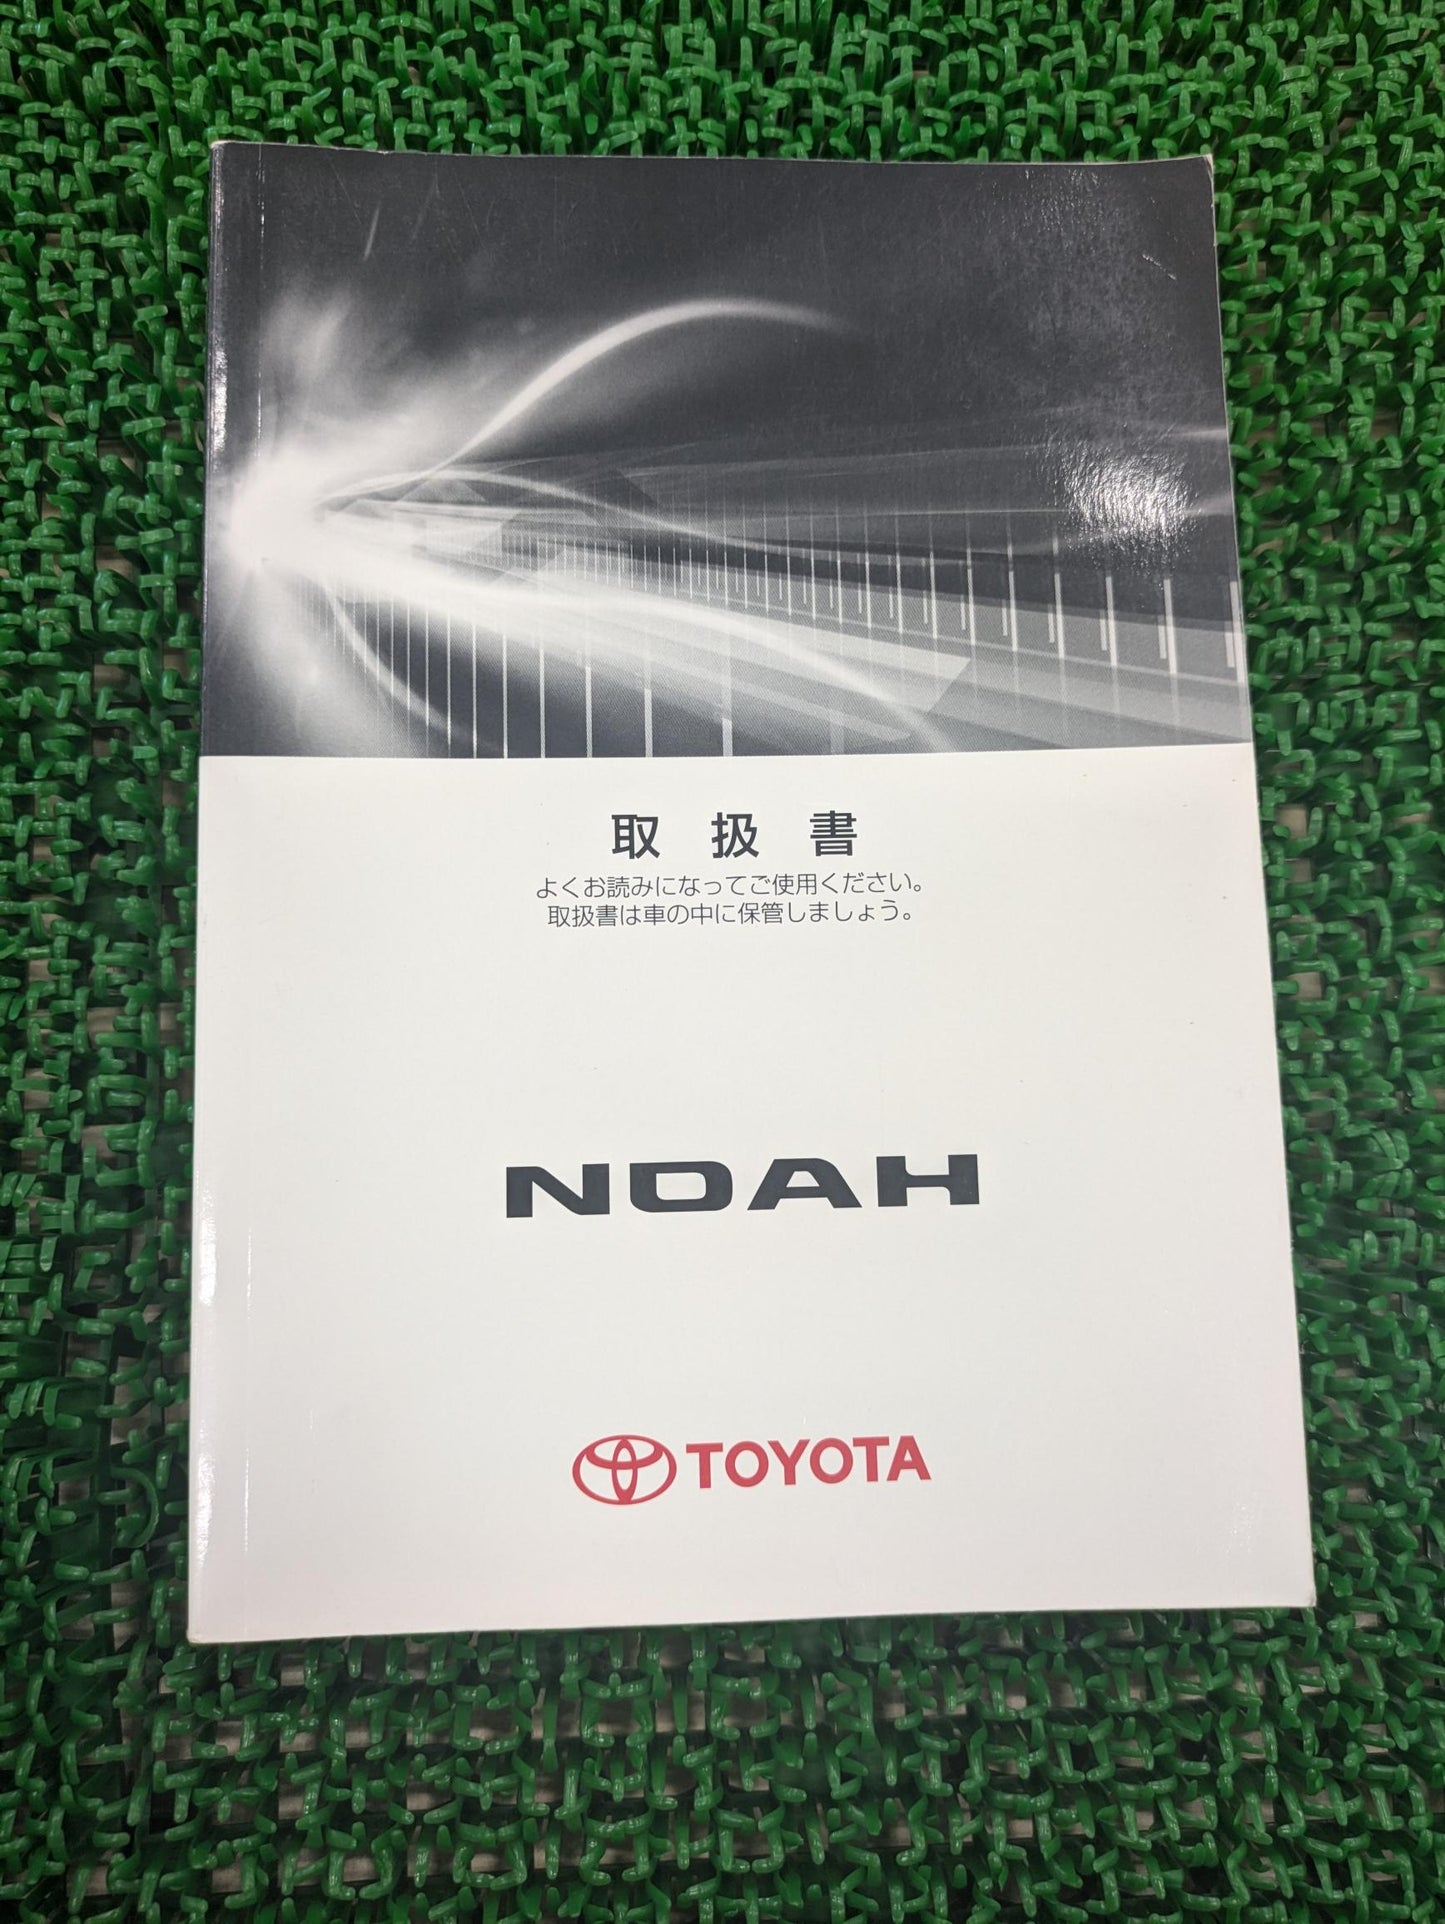 取扱書
よくお読みになってご使用ください。
取扱書は車の中に保管しましょう。
NOAH
TOYOTA